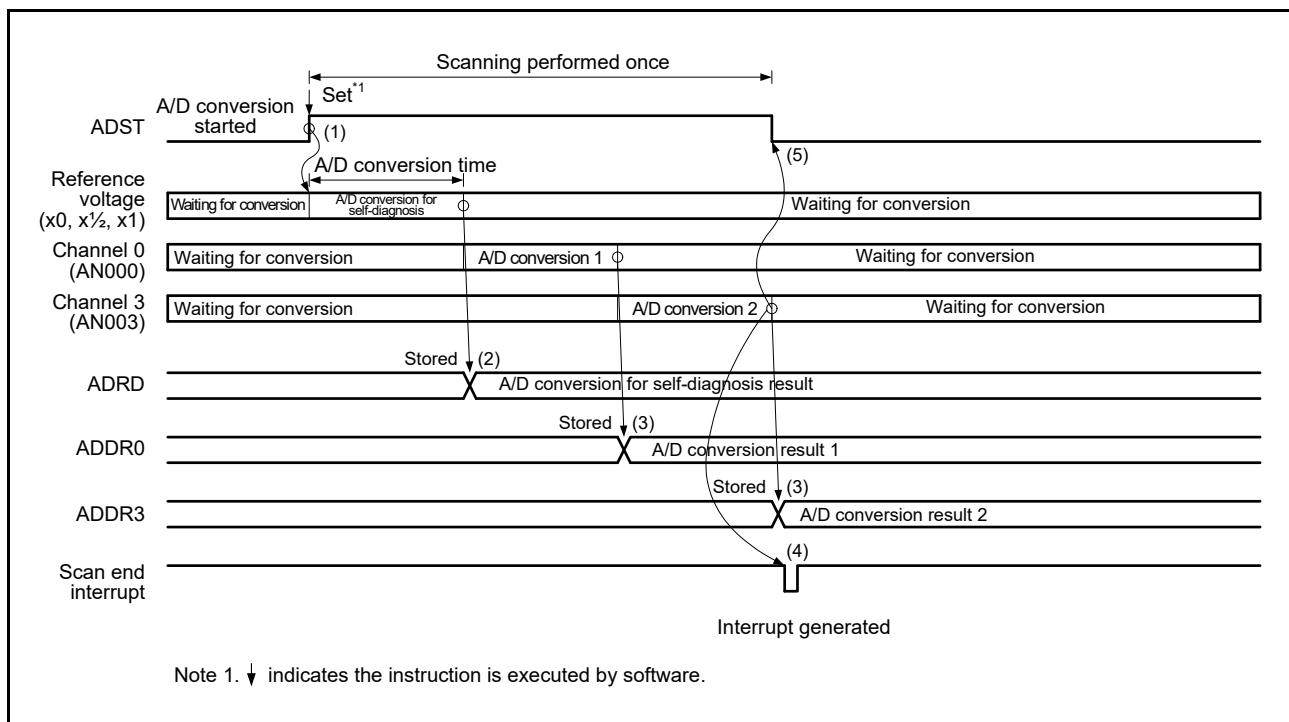 Scanning performed once
Set*1
A/D conversion
started
ADST
(1)
(5)
A/D conversion time
Reference
voltage
(x0, x½, x1)
Waiting for conversion
A/D conversion for
self-diagnosis
Waiting for conversion
Channel 0
(AN000)
Waiting for conversion
A/D conversion 1
Waiting for conversion
Channel 3
(AN003)
Waiting for conversion
A/D conversion 2
Waiting for conversion
Stored
(2)
ADRD
A/D conversion for self-diagnosis result
Stored
(3)
ADDR0
A/D conversion result 1
Stored
(3)
ADDR3
A/D conversion result 2
(4)
Scan end
interrupt
Interrupt generated
Note 1. ↓ indicates the instruction is executed by software.